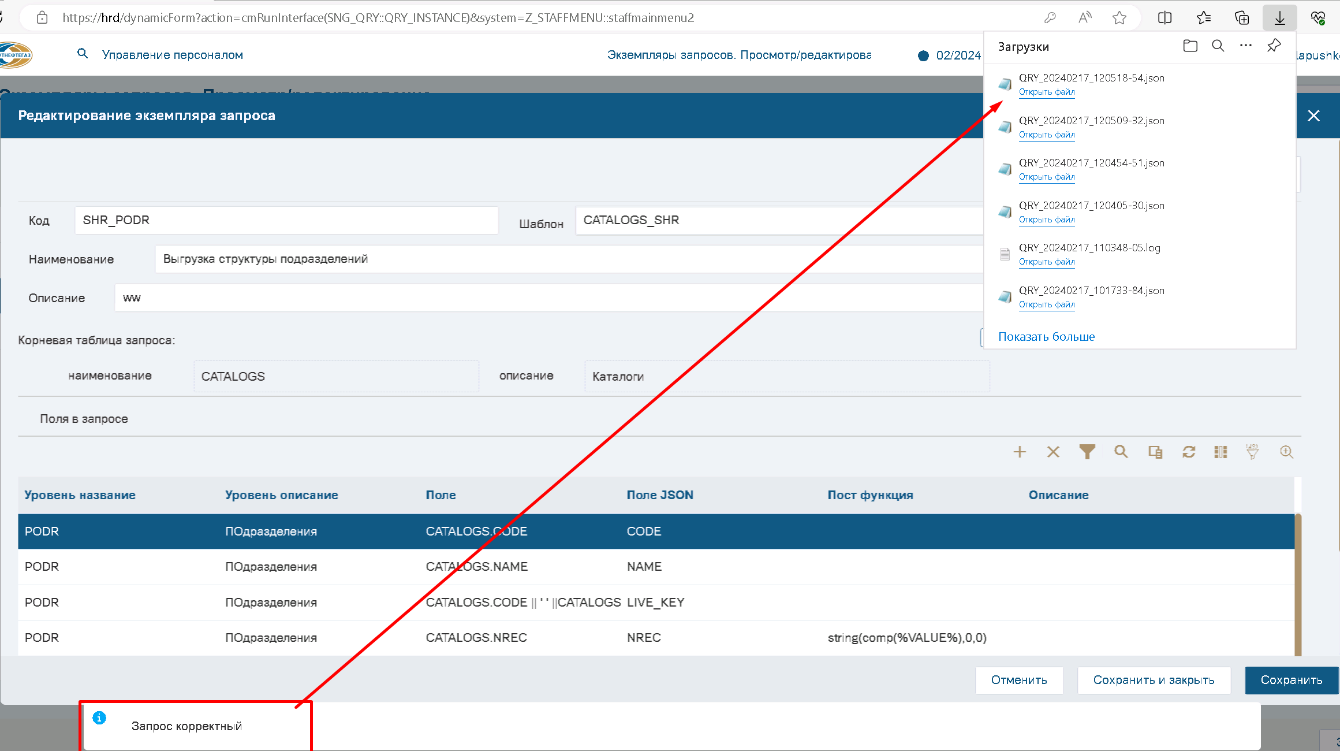 https://hrd/dynamicForm?action=cmRunInterface(SNG_QRY::QRY_INSTANCE)&system=Z_STAFFMENU::staffmainmenu2
Управление персоналом
Экземпляры запросов. Просмотр/редактирова
02/2024
Загрузки
QRY_20240217_120518-54.json
Открыть файл
QRY_20240217_120509-32.json
Открыть файл
QRY_20240217_120454-51.json
Открыть файл
QRY_20240217_120405-30.json
Открыть файл
QRY_20240217_110348-05.log
Открыть файл
QRY_20240217_101733-84.json
Открыть файл
Показать больше
Редактирование экземпляра запроса
Код SHR_PODR Шаблон CATALOGS_SHR
Наименование Выгрузка структуры подразделений
Описание ww
Корневая таблица запроса:
наименование CATALOGS описание Каталоги
Поля в запросе
Уровень название Уровень описание Поле Поле JSON Пост функция Описание
PODR ПОдразделения CATALOGS.CODE CODE
PODR ПОдразделения CATALOGS.NAME NAME
PODR ПОдразделения CATALOGS.CODE || ' ' ||CATALOGS LIVE_KEY
PODR ПОдразделения CATALOGS.NREC NREC string(comp(%VALUE%),0,0)
Отменить Сохранить и закрыть Сохранить
Запрос корректный